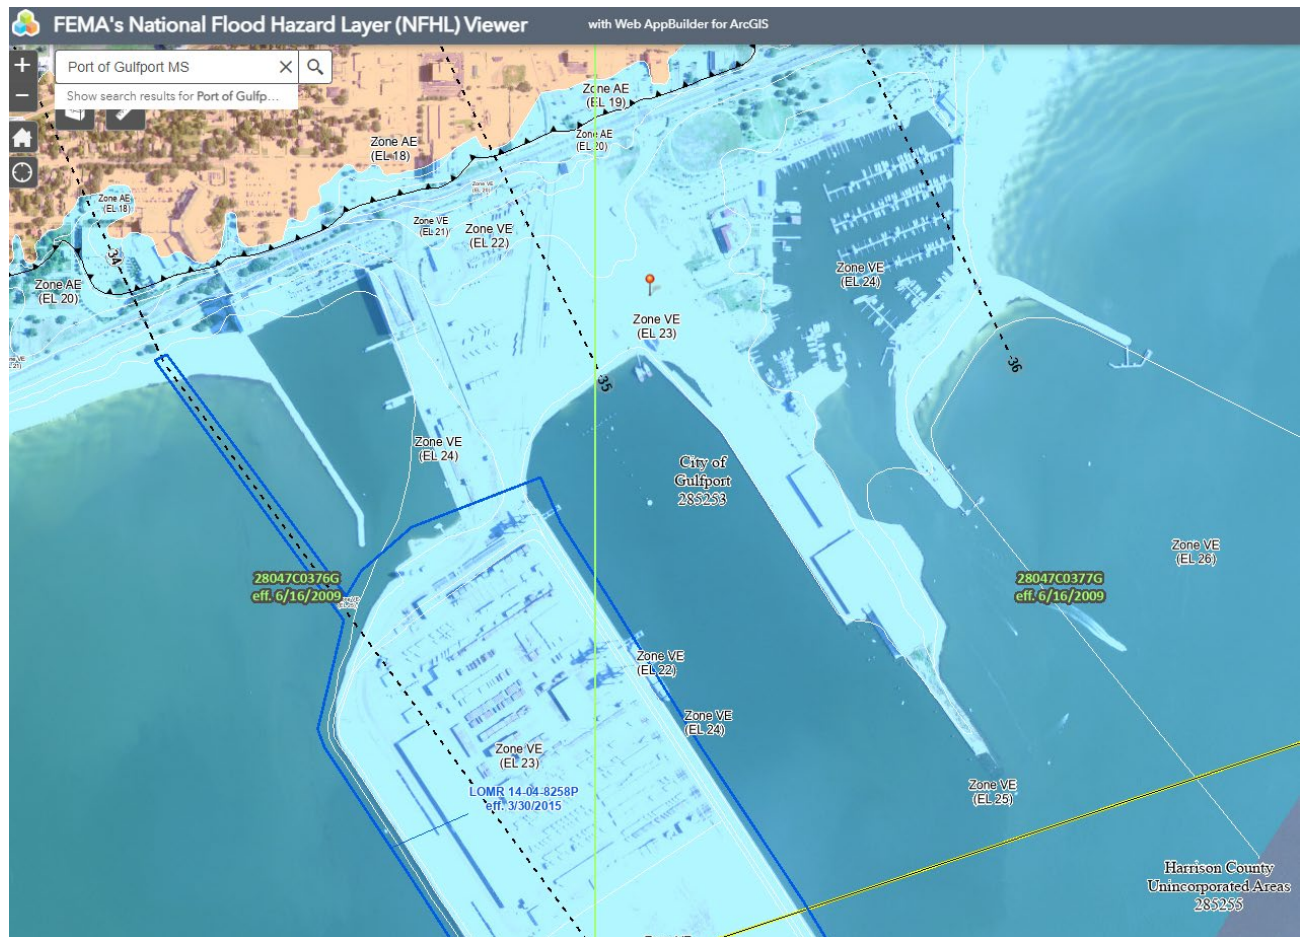 FEMA's National Flood Hazard Layer (NFHL) Viewer
with Web AppBuilder for ArcGIS
+
Port of Gulfport MS
Show search results for Port of Gulfp...
−
Zone AE
(EL 19)
Zone AE
(EL 20)
Zone AE
(EL 18)
Zone AE
(EL 18)
Zone VE
Zone VE
(EL 21)
Zone VE
(EL 22)
34
Zone AE
(EL 20)
Zone VE
(EL 24)
Zone VE
(EL 23)
35
36
Zone VE
(EL 24)
City of
Gulfport
285253
Zone VE
(EL 26)
28047C0376G
eff. 6/16/2009
28047C0377G
eff. 6/16/2009
Zone VE
(EL 22)
Zone VE
(EL 24)
Zone VE
(EL 23)
LOMR 14-04-8258P
eff. 3/30/2015
Zone VE
(EL 25)
Harrison County
Unincorporated Areas
285255